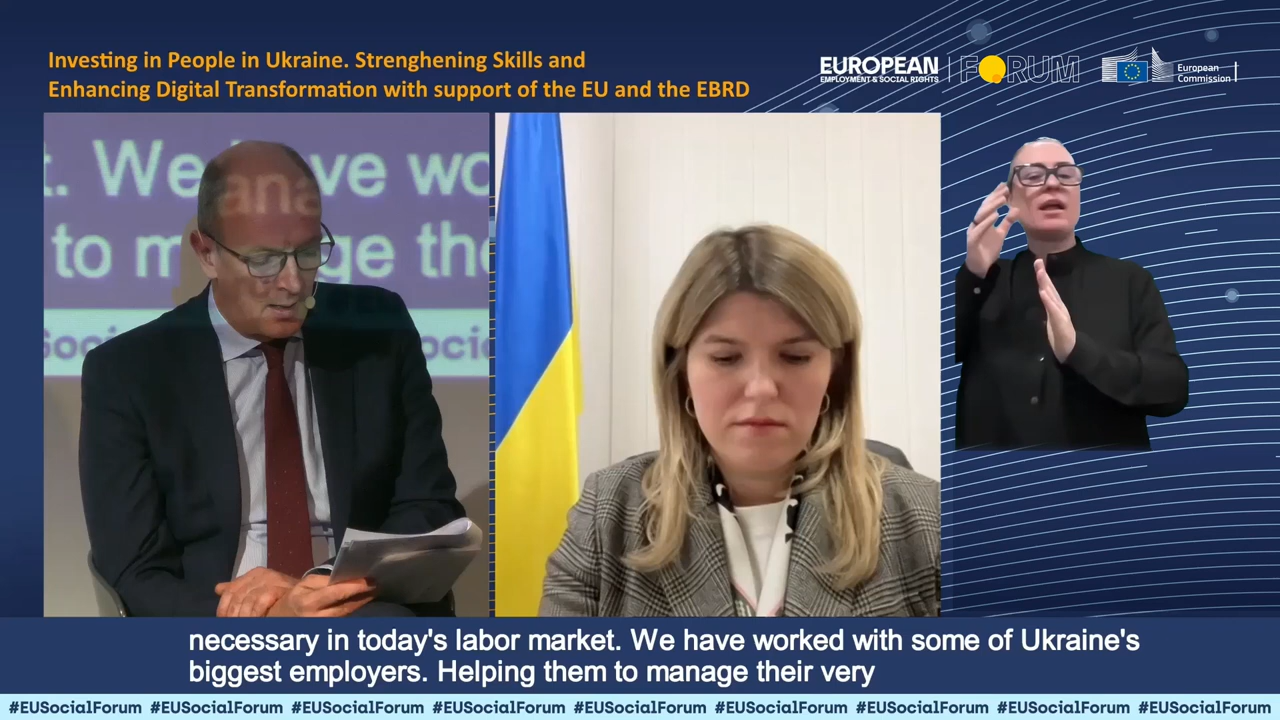 Investing in People in Ukraine. Strengthening Skills and
Enhancing Digital Transformation with support of the EU and the EBRD
EUROPEAN
EMPLOYMENT & SOCIAL RIGHTS
FORUM
European
Commission
t. We have wo
to m ge the
necessary in today's labor market. We have worked with some of Ukraine's
biggest employers. Helping them to manage their very
#EUSocialForum #EUSocialForum #EUSocialForum #EUSocialForum #EUSocialForum #EUSocialForum #EUSocialForum #EUSocialForum #EUSocialForum